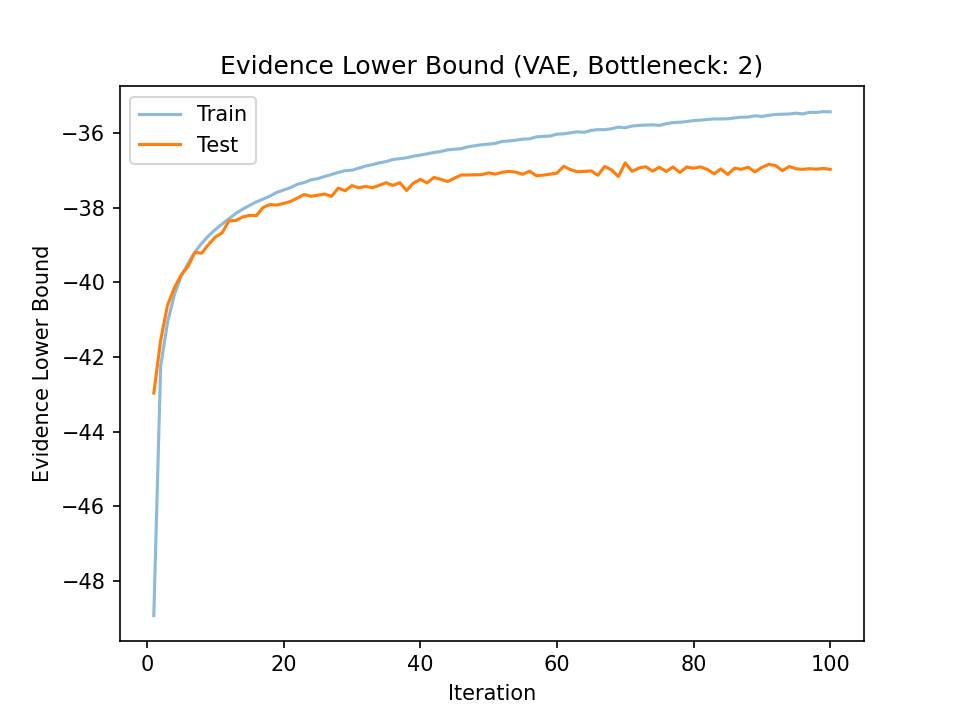 Evidence Lower Bound (VAE, Bottleneck: 2)
Train
Test
−36
−38
−40
−42
−44
−46
−48
Evidence Lower Bound
0 20 40 60 80 100
Iteration